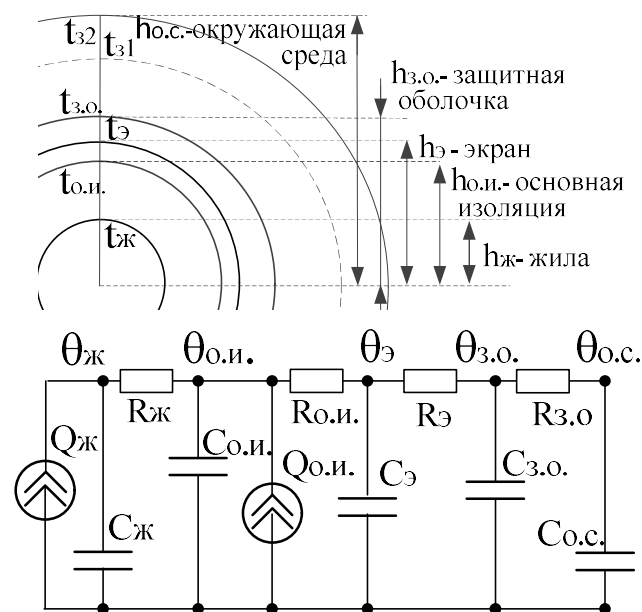 tз2
hо.с.-окружающая
среда
tз1
hз.о.- защитная
оболочка
tз.о.
tэ
hэ - экран
tо.и.
hо.и.- основная
изоляция
tж
hж- жила
θж
θо.и.
θэ
θз.о.
θо.с.
Rж
Rо.и.
Rэ
Rз.о
Qж
Cо.и.
Qо.и.
Cэ
Cз.о.
Cж
Cо.с.